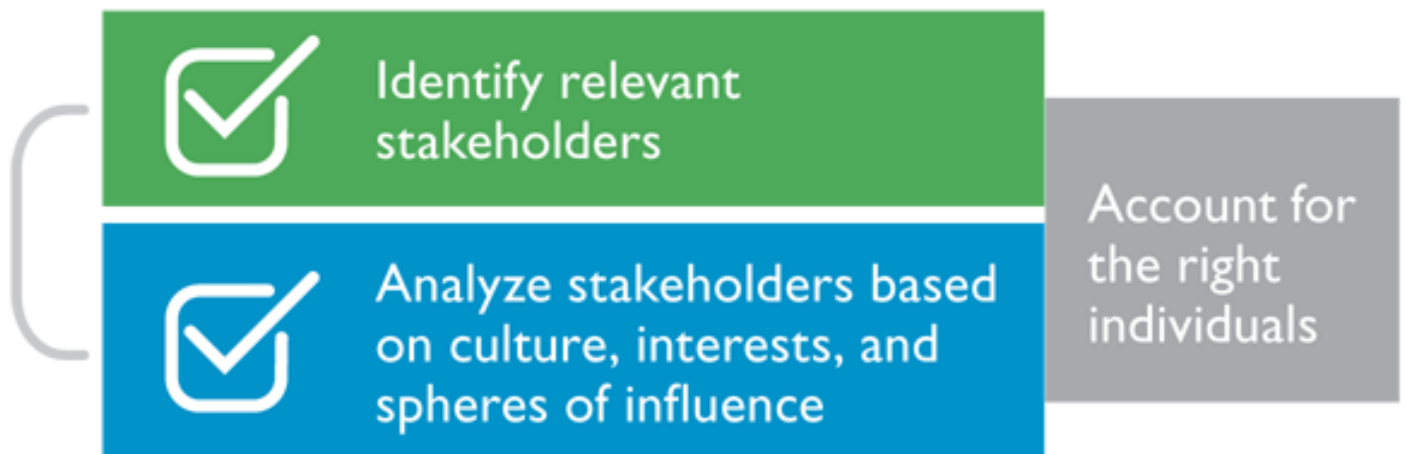 Identify relevant
stakeholders
Analyze stakeholders based
on culture, interests, and
spheres of influence
Account for
the right
individuals